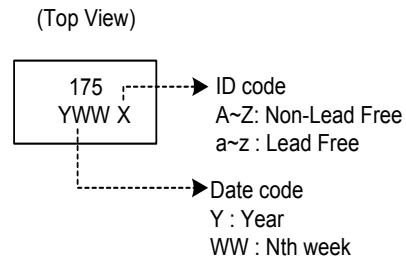 (Top View)
175
YWW X
ID code
A~Z: Non-Lead Free
a~z : Lead Free
Date code
Y : Year
WW : Nth week